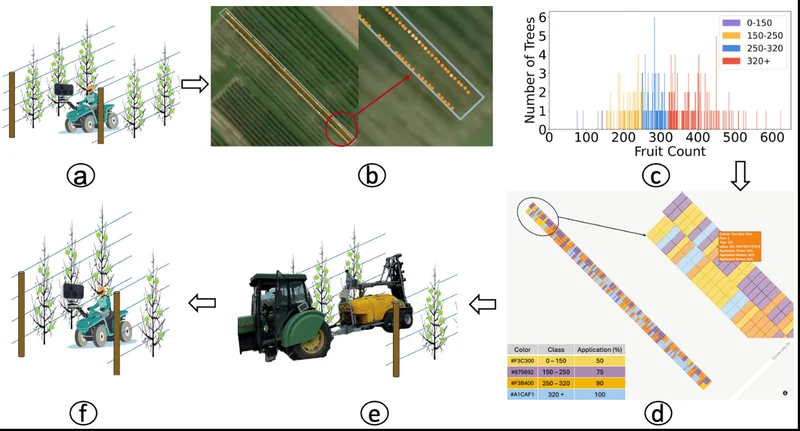 6
5
4
3
2
1
0
Number of Trees
0 100 200 300 400 500 600
Fruit Count
0-150
150-250
250-320
320+
a
b
c
Color Class Application (%)
#F3C300 0 – 150 50
#875692 150 – 250 75
#F3B400 250 – 320 90
#A1CAF1 320 + 100
f
e
d